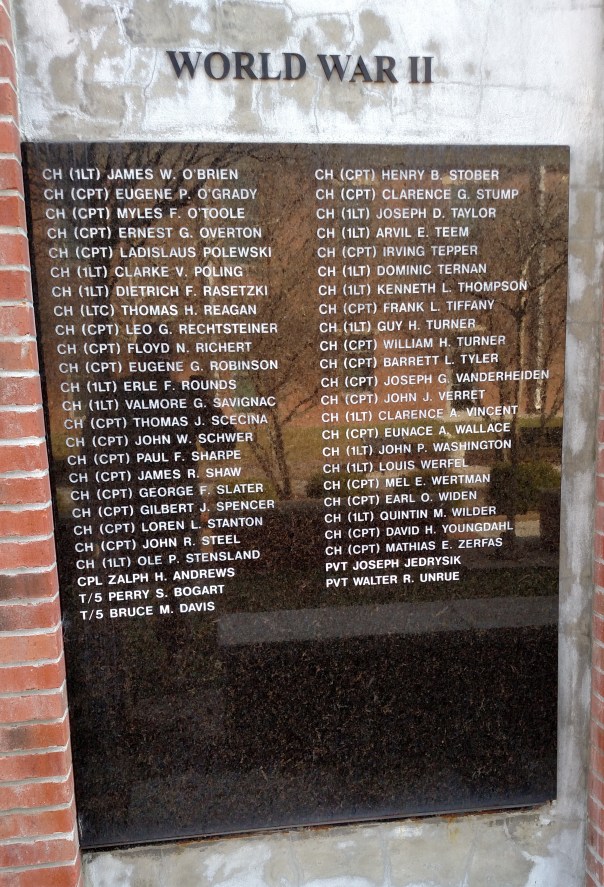 WORLD WAR II
CH (1LT) JAMES W. O'BRIEN
CH (CPT) EUGENE P. O'GRADY
CH (CPT) MYLES F. O'TOOLE
CH (CPT) ERNEST G. OVERTON
CH (CPT) LADISLAUS POLEWSKI
CH (1LT) CLARKE V. POLING
CH (1LT) DIETRICH F. RASETZKI
CH (LTC) THOMAS H. REAGAN
CH (CPT) LEO G. RECHTSTEINER
CH (CPT) FLOYD N. RICHERT
CH (CPT) EUGENE G. ROBINSON
CH (1LT) ERLE F. ROUNDS
CH (1LT) VALMORE G. SAVIGNAC
CH (CPT) THOMAS J. SCECINA
CH (CPT) JOHN W. SCHWER
CH (CPT) PAUL F. SHARPE
CH (CPT) JAMES R. SHAW
CH (CPT) GEORGE F. SLATER
CH (CPT) GILBERT J. SPENCER
CH (CPT) LOREN L. STANTON
CH (CPT) JOHN R. STEEL
CH (1LT) OLE P. STENSLAND
CPL ZALPH H. ANDREWS
T/5 PERRY S. BOGART
T/5 BRUCE M. DAVIS
CH (CPT) HENRY B. STOBER
CH (CPT) CLARENCE G. STUMP
CH (1LT) JOSEPH D. TAYLOR
CH (1LT) ARVIL E. TEEM
CH (CPT) IRVING TEPPER
CH (1LT) DOMINIC TERNAN
CH (1LT) KENNETH L. THOMPSON
CH (CPT) FRANK L. TIFFANY
CH (1LT) GUY H. TURNER
CH (CPT) WILLIAM H. TURNER
CH (CPT) BARRETT L. TYLER
CH (CPT) JOSEPH G. VANDERHEIDEN
CH (CPT) JOHN J. VERRET
CH (1LT) CLARENCE A. VINCENT
CH (CPT) EUNACE A. WALLACE
CH (1LT) JOHN P. WASHINGTON
CH (1LT) LOUIS WERFEL
CH (CPT) MEL E. WERTMAN
CH (CPT) EARL O. WIDEN
CH (1LT) QUINTIN M. WILDER
CH (CPT) DAVID H. YOUNGDAHL
CH (CPT) MATHIAS E. ZERFAS
PVT JOSEPH JEDRYSIK
PVT WALTER R. UNRUE